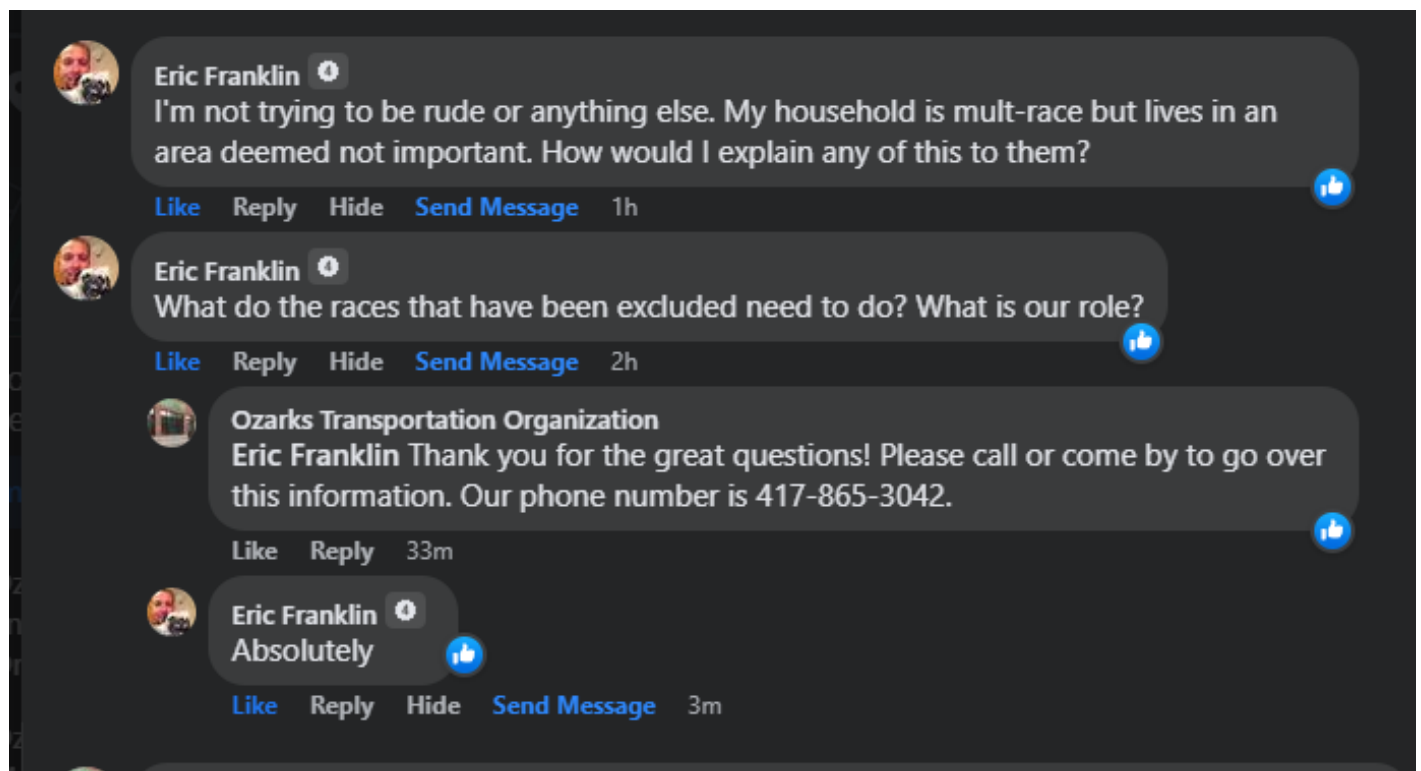 Eric Franklin
I'm not trying to be rude or anything else. My household is mult-race but lives in an
area deemed not important. How would I explain any of this to them?
Like Reply Hide Send Message 1h
Eric Franklin
What do the races that have been excluded need to do? What is our role?
Like Reply Hide Send Message 2h
Ozarks Transportation Organization
Eric Franklin Thank you for the great questions! Please call or come by to go over
this information. Our phone number is 417-865-3042.
Like Reply 33m
Eric Franklin
Absolutely
Like Reply Hide Send Message 3m